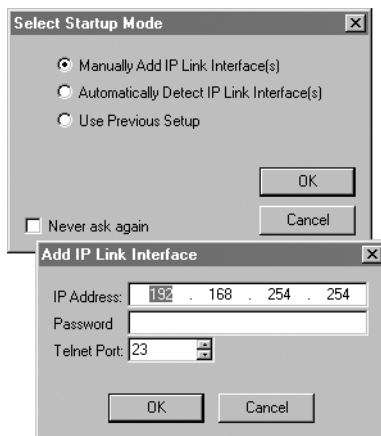 Select Startup Mode
Manually Add IP Link Interface(s)
Automatically Detect IP Link Interface(s)
Use Previous Setup
OK
Never ask again
Cancel
Add IP Link Interface
IP Address: 192 . 168 . 254 . 254
Password
Telnet Port: 23
OK
Cancel